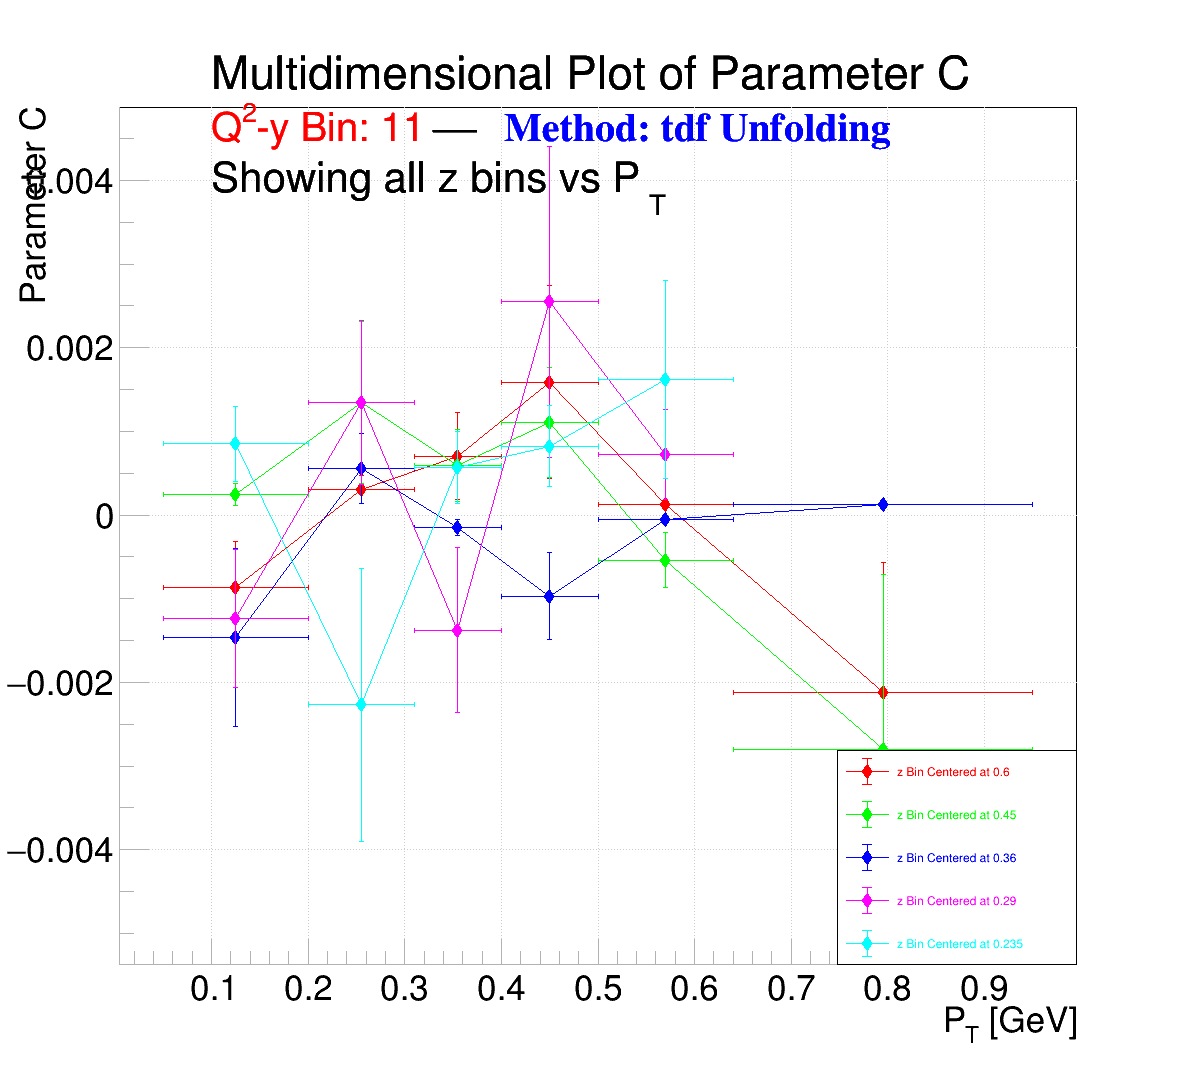 Multidimensional Plot of Parameter C
Q²-y Bin: 11 — Method: tdf Unfolding
Showing all z bins vs P_T
Parameter C
0.004
0.002
0
−0.002
−0.004
z Bin Centered at 0.6
z Bin Centered at 0.45
z Bin Centered at 0.36
z Bin Centered at 0.29
z Bin Centered at 0.235
0.1 0.2 0.3 0.4 0.5 0.6 0.7 0.8 0.9
P_T [GeV]